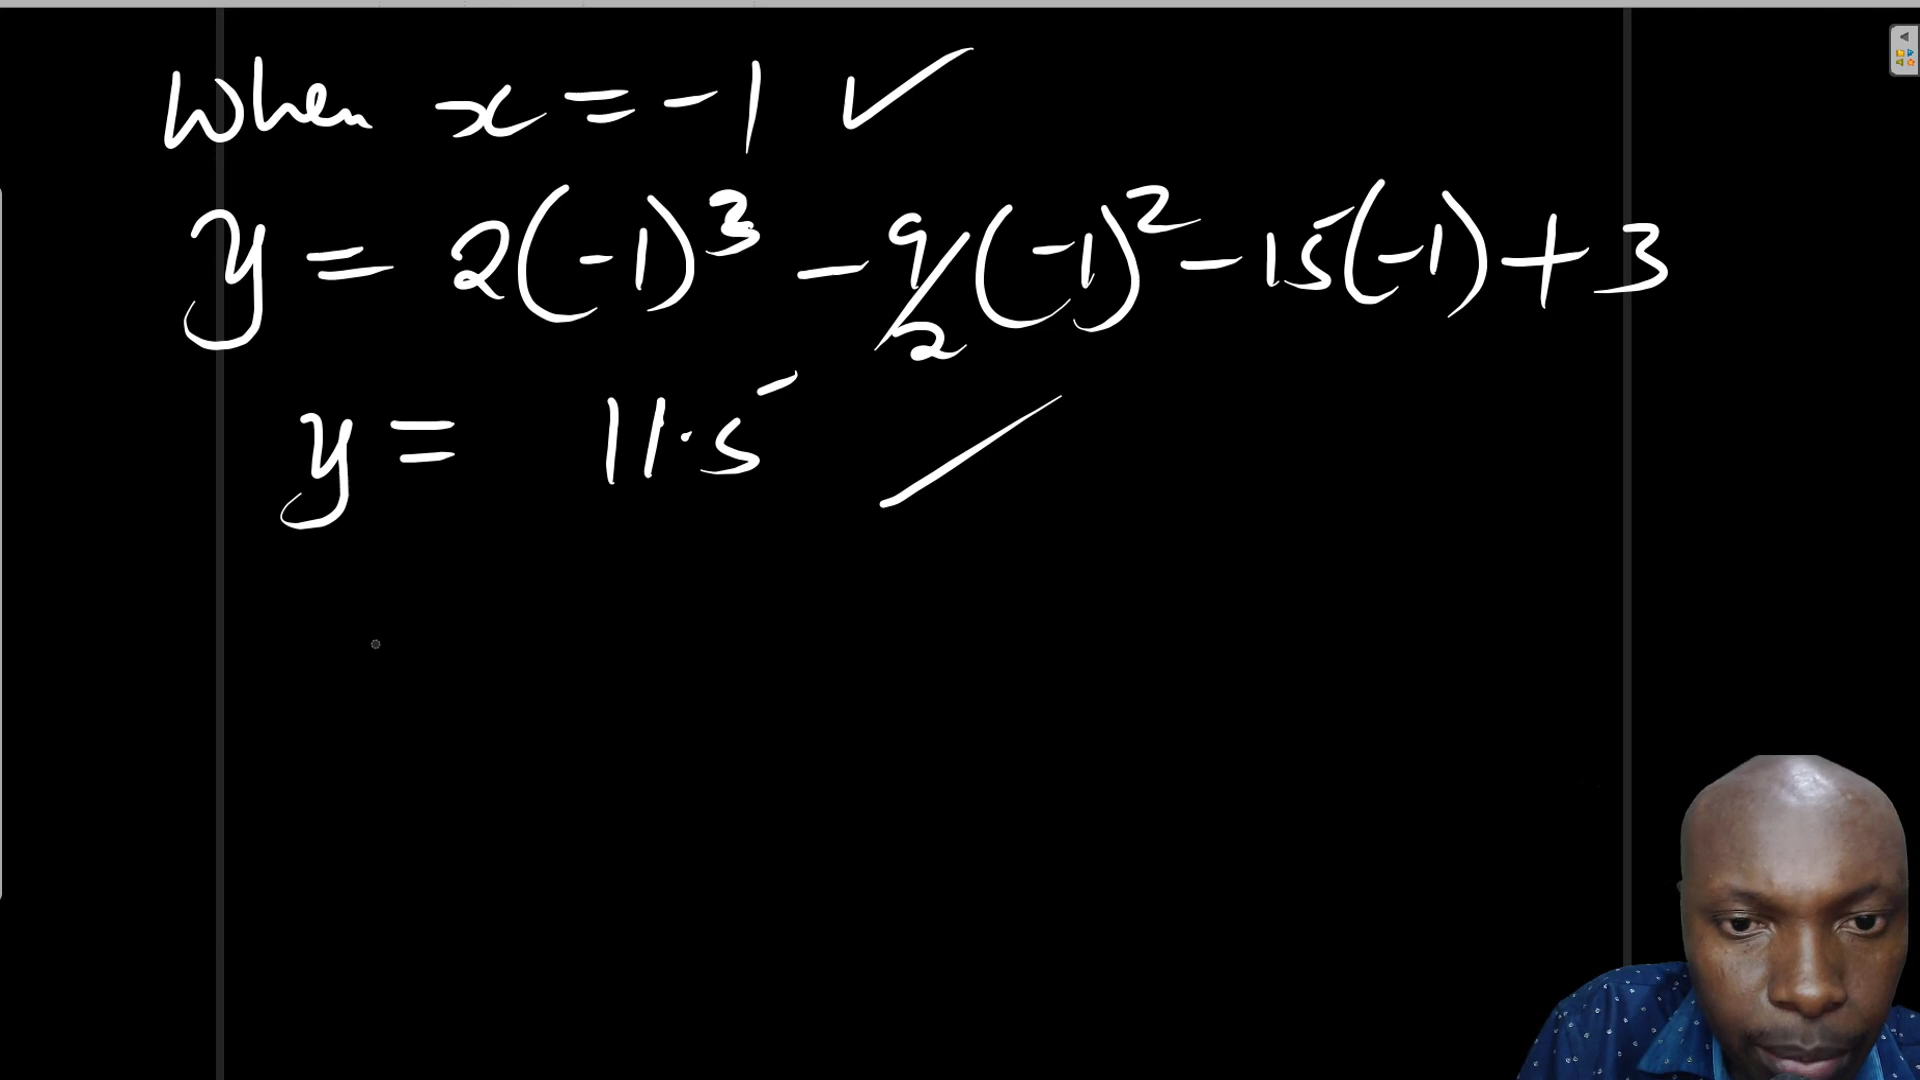 When x = -1 ✓
y = 2(-1)³ - 9/2(-1)² - 15(-1) + 3
y = 11.5